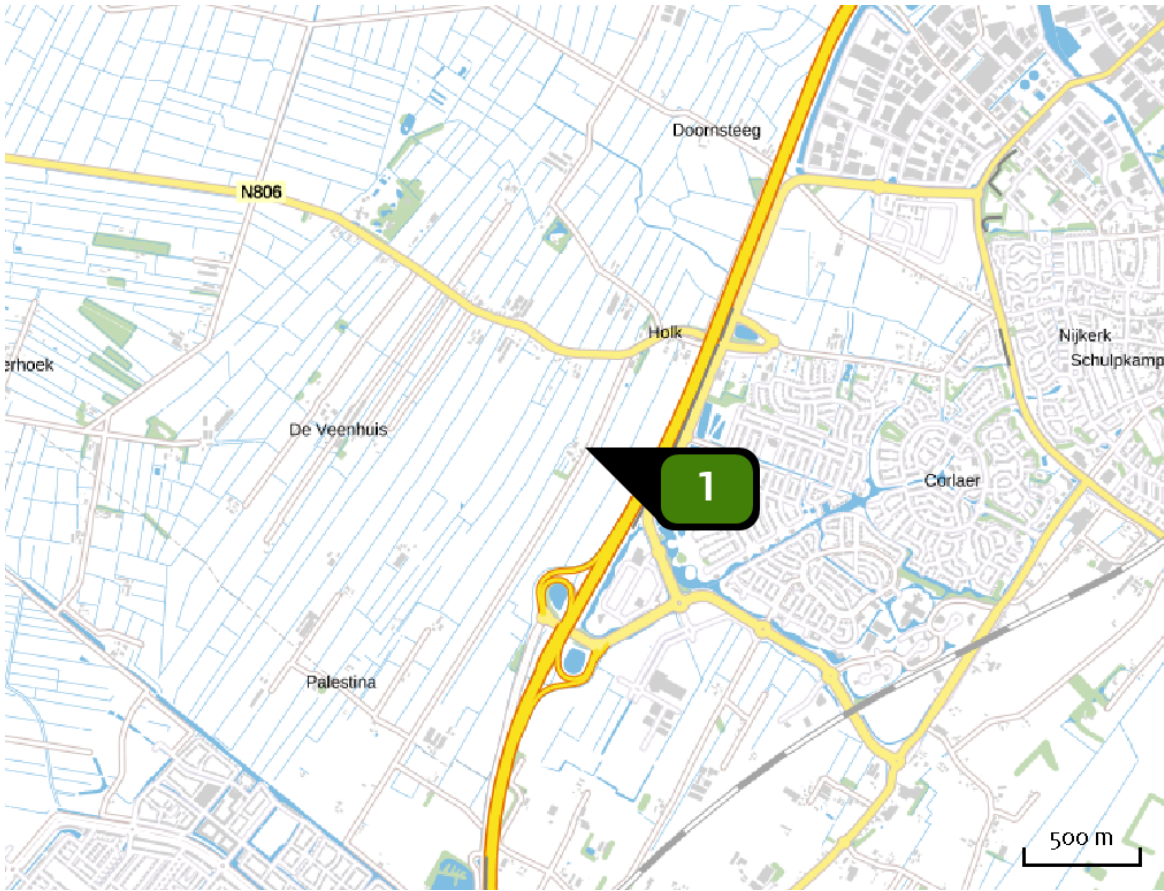 Doornsteeg
N806
Holk
Nijkerk
Schulpkamp
erhoek
De Veenhuis
Corlaer
1
Palestina
500 m